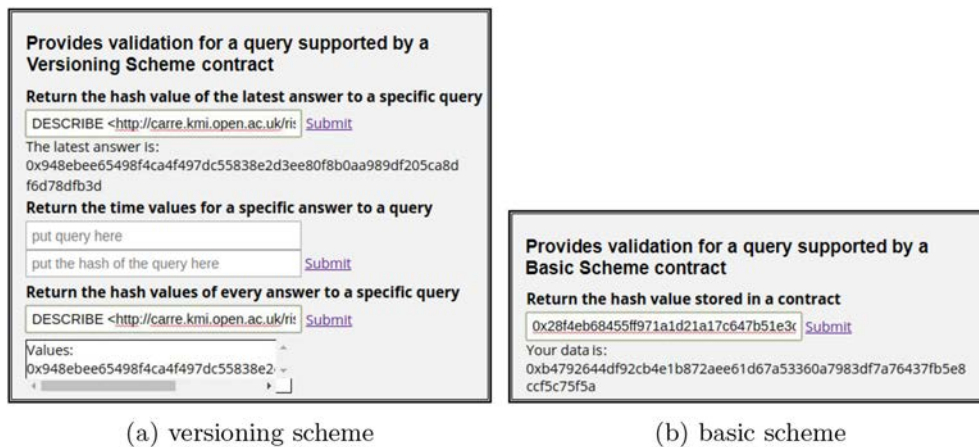 Provides validation for a query supported by a
Versioning Scheme contract
Return the hash value of the latest answer to a specific query
DESCRIBE <http://carre.kmi.open.ac.uk/ris Submit
The latest answer is:
0x948ebee65498f4ca4f497dc55838e2d3ee80f8b0aa989df205ca8d
f6d78dfb3d
Return the time values for a specific answer to a query
put query here
put the hash of the query here Submit
Return the hash values of every answer to a specific query
DESCRIBE <http://carre.kmi.open.ac.uk/ris Submit
Values:
0x948ebee65498f4ca4f497dc55838e2
(a) versioning scheme
Provides validation for a query supported by a
Basic Scheme contract
Return the hash value stored in a contract
0x28f4eb68455ff971a1d21a17c647b51e3c Submit
Your data is:
0xb4792644df92cb4e1b872aee61d67a53360a7983df7a76437fb5e8
ccf5c75f5a
(b) basic scheme